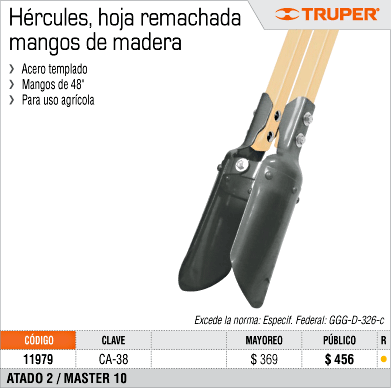 Hércules, hoja remachada
mangos de madera
TRUPER®
❯ Acero templado
❯ Mangos de 48"
❯ Para uso agrícola
Excede la norma: Especif. Federal: GGG-D-326-c
CÓDIGO CLAVE MAYOREO PÚBLICO R
11979 CA-38 $ 369 $ 456 ●
ATADO 2 / MASTER 10